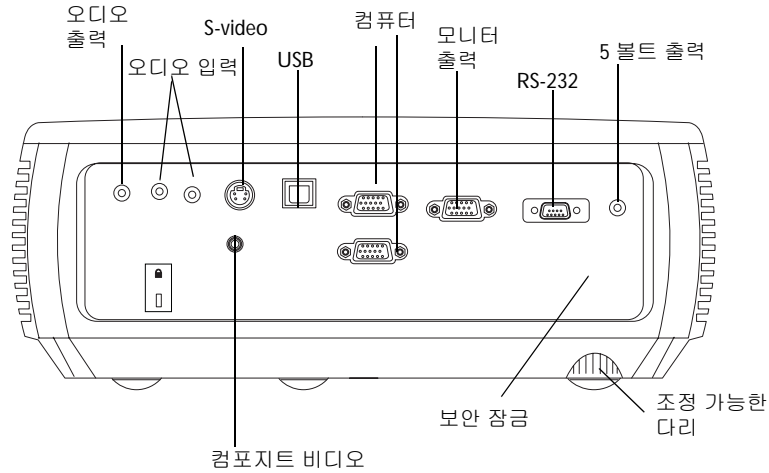 오디오
출력
S-video
컴퓨터
모니터
출력
오디오 입력
USB
5 볼트 출력
RS-232
보안 잠금
조정 가능한
다리
컴포지트 비디오